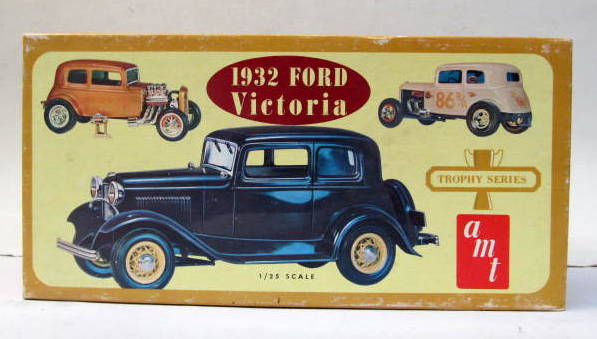 1932 FORD
Victoria
86%A
TROPHY SERIES
1/25 SCALE
amt